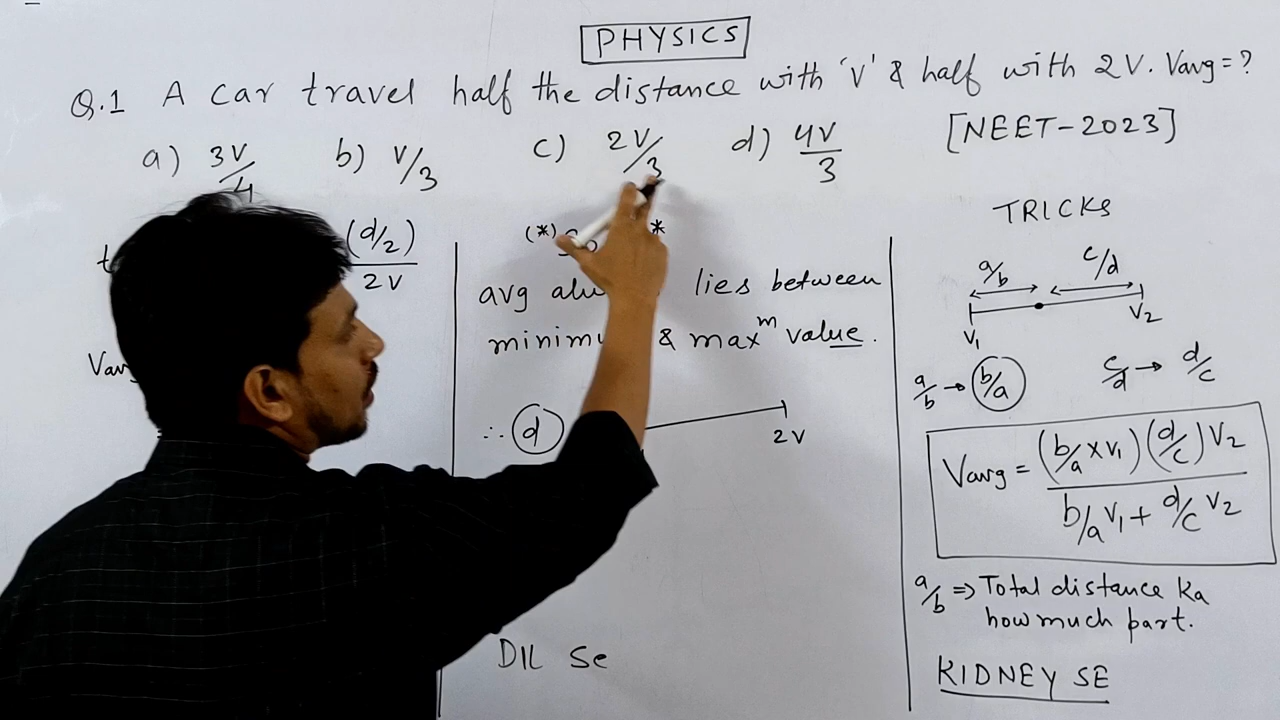 PHYSICS
Q.1 A car travel half the distance with 'V' & half with 2V. Vavg=?
[NEET-2023]
a) 3V/4 b) V/3 c) 2V/3 d) 4V/3
t (d/2)/2V
Vavg
(*) *
avg lies between
& max^m value.
∴ (d) 2V
DIL Se
TRICKS
a/b c/d
V₁ V₂
a/b → (b/a) c/d → d/c
Vavg = (b/a × V₁)(d/c)V₂ / b/a V₁ + d/c V₂
a/b ⇒ Total distance Ka
how much part.
KIDNEY SE